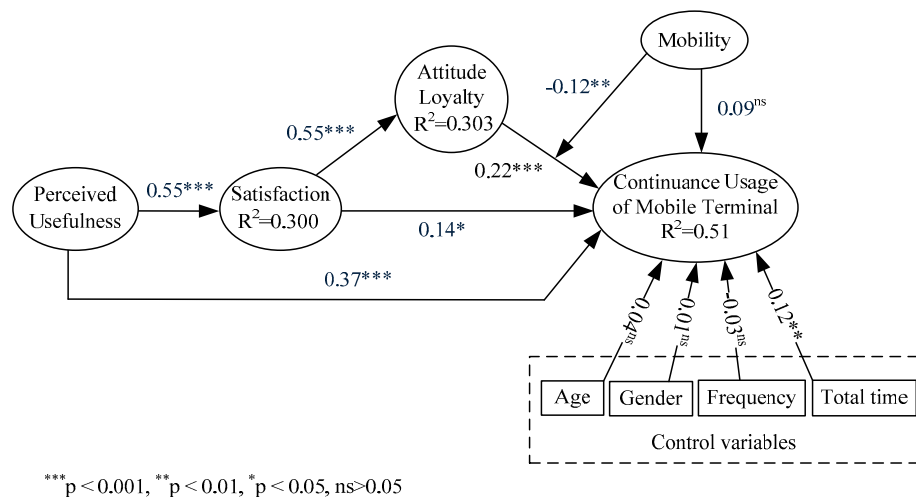 Mobility
Attitude
Loyalty
R²=0.303
-0.12**
0.09ⁿˢ
0.55***
0.22***
Perceived
Usefulness
0.55***
Satisfaction
R²=0.300
Continuance Usage
of Mobile Terminal
R²=0.51
0.14*
0.37***
0.04ⁿˢ
0.01ⁿˢ
-0.03ⁿˢ
0.12**
Age
Gender
Frequency
Total time
Control variables
***p < 0.001, **p < 0.01, *p < 0.05, ns>0.05